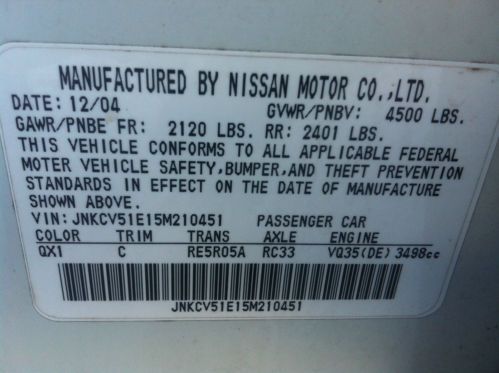 MANUFACTURED BY NISSAN MOTOR CO.,LTD.
DATE: 12/04 GVWR/PNBV: 4500 LBS.
GAWR/PNBE FR: 2120 LBS. RR: 2401 LBS.
THIS VEHICLE CONFORMS TO ALL APPLICABLE FEDERAL
MOTER VEHICLE SAFETY,BUMPER,AND THEFT PREVENTION
STANDARDS IN EFFECT ON THE DATE OF MANUFACTURE
SHOWN ABOVE.
VIN: JNKCV51E15M210451 PASSENGER CAR
COLOR TRIM TRANS AXLE ENGINE
QX1 C RE5R05A RC33 VQ35(DE) 3498cc
JNKCV51E15M210451